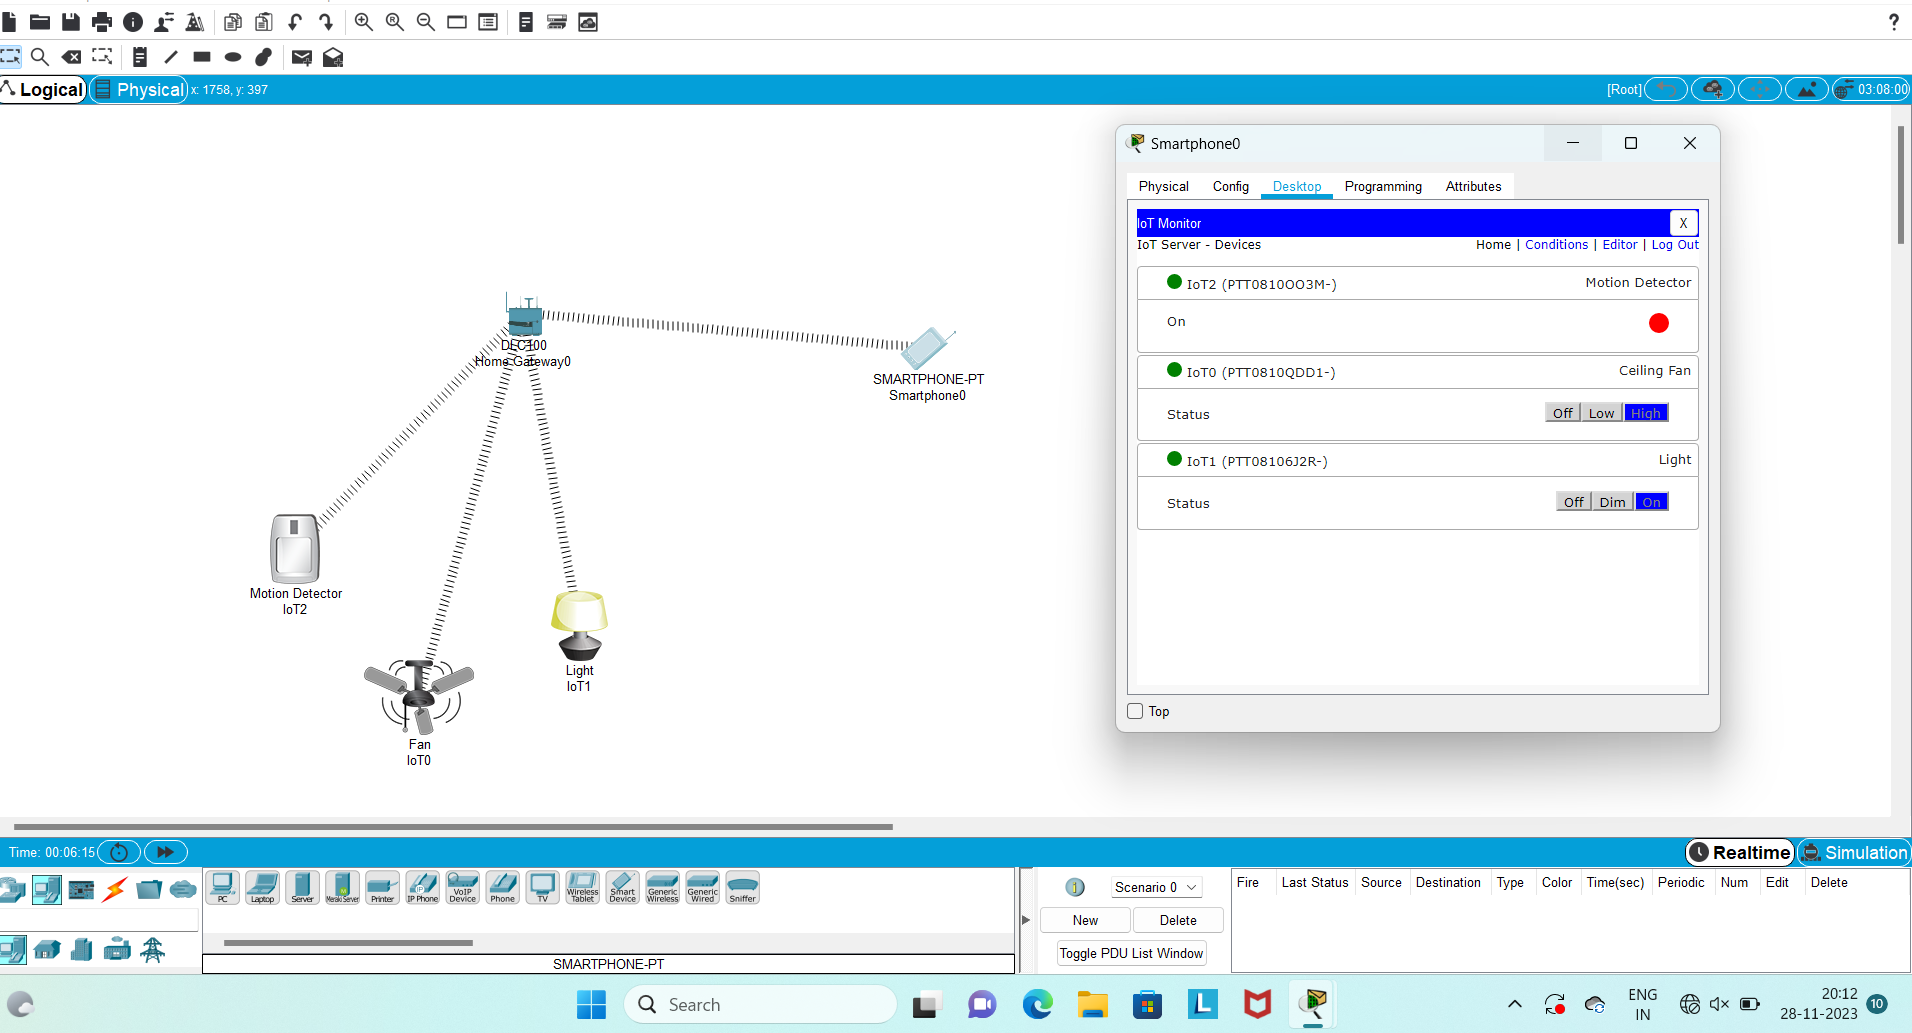 Logical
Physical
x: 1758, y: 397
[Root]
03:08:00
Smartphone0
Physical Config Desktop Programming Attributes
IoT Monitor
X
IoT Server - Devices
Home | Conditions | Editor | Log Out
IoT2 (PTT0810OO3M-)
Motion Detector
On
IoT0 (PTT0810QDD1-)
Ceiling Fan
Status
Off Low High
IoT1 (PTT08106J2R-)
Light
Status
Off Dim On
Top
DLC100
Home Gateway0
SMARTPHONE-PT
Smartphone0
Motion Detector
IoT2
Light
IoT1
Fan
IoT0
Time: 00:06:15
Realtime
Simulation
PC
Laptop
Server
Meraki Server
Printer
IP Phone
VoIP Device
Phone
TV
Wireless Tablet
Smart Device
Generic Wireless
Generic Wired
Sniffer
SMARTPHONE-PT
Scenario 0
New
Delete
Toggle PDU List Window
Fire Last Status Source Destination Type Color Time(sec) Periodic Num Edit Delete
Search
ENG
IN
20:12
28-11-2023
10